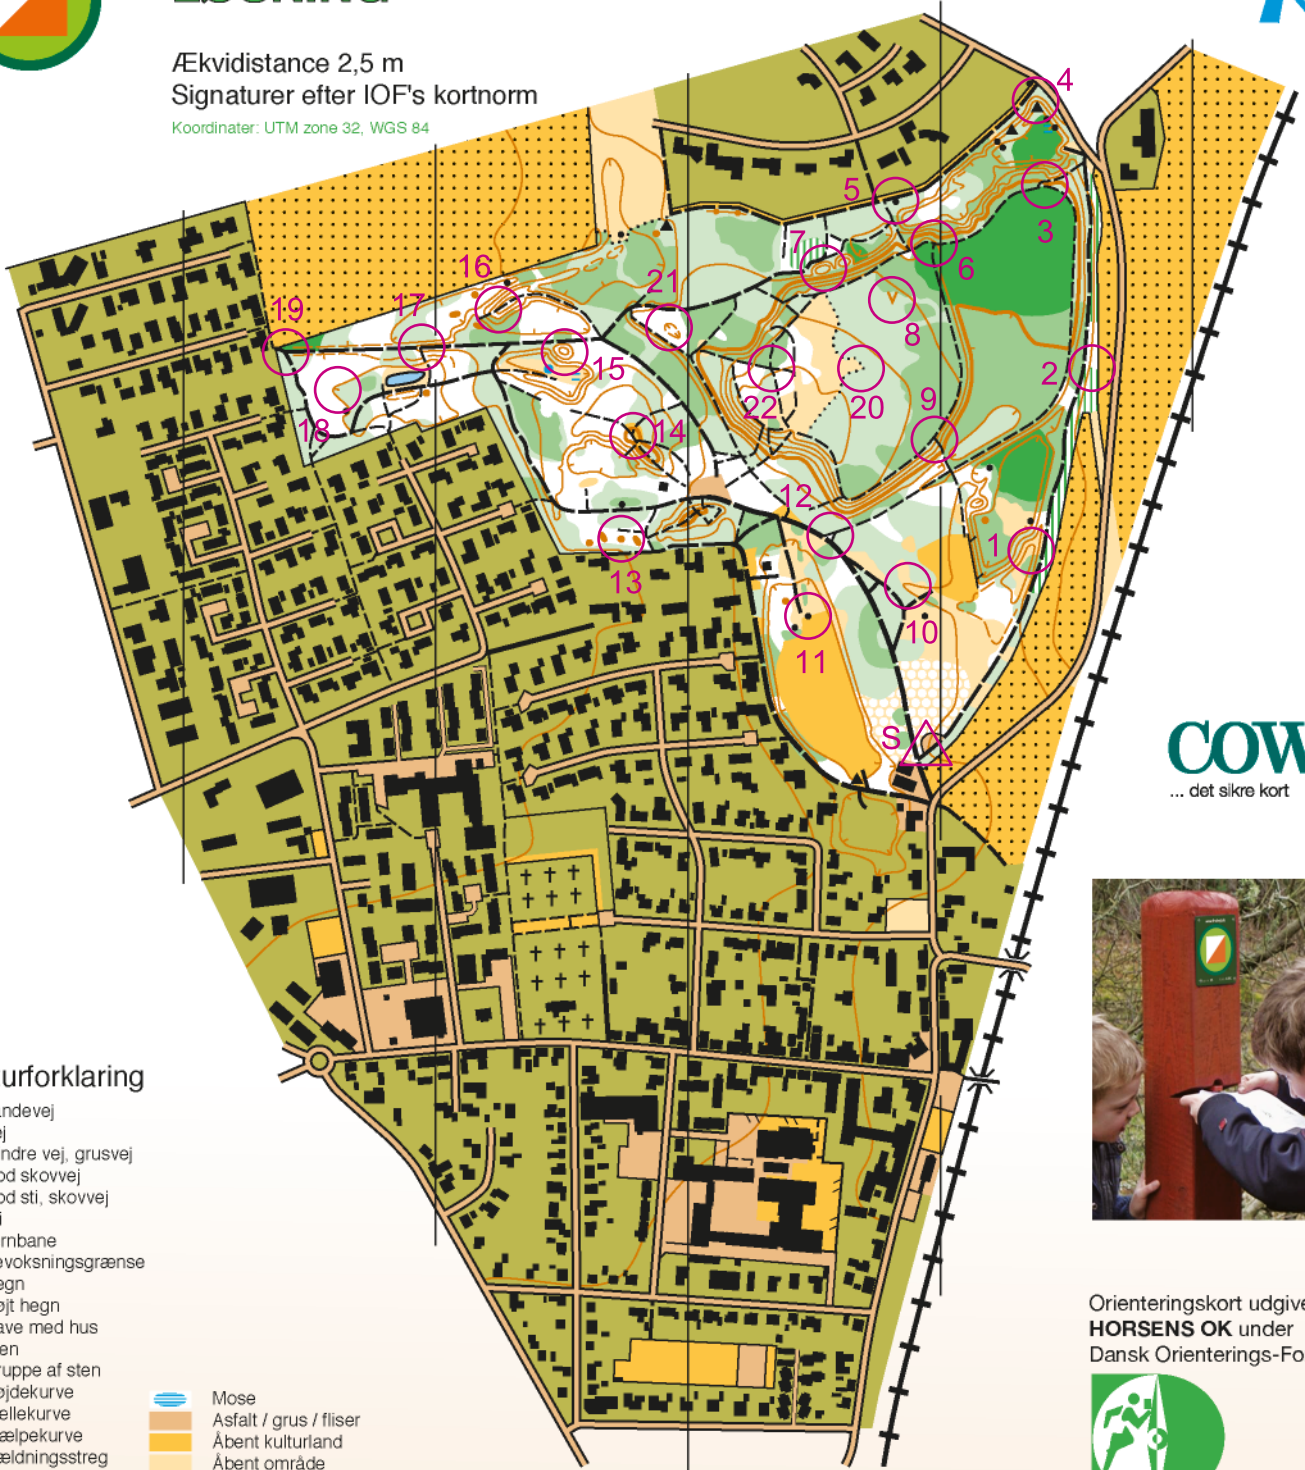 Ækvidistance 2,5 m
Signaturer efter IOF's kortnorm
Koordinater: UTM zone 32, WGS 84
4
5
3
7
6
16
21
8
19
17
2
15
22
20
9
18
14
12
1
13
10
11
S
COW
... det sikre kort
urforklaring
andevej
ej
ndre vej, grusvej
od skovvej
od sti, skovvej
i
rnbane
evoksningsgrænse
egn
øjt hegn
ave med hus
en
ruppe af sten
øjdekurve
ællekurve
ælpekurve
ældningsstreg
Mose
Asfalt / grus / fliser
Åbent kulturland
Åbent område
Orienteringskort udgive
HORSENS OK under
Dansk Orienterings-Fo